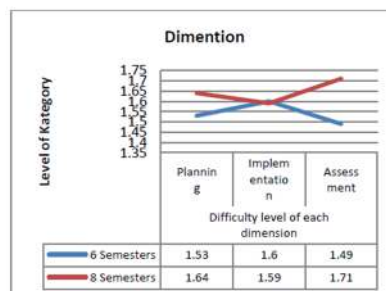 Dimention
Level of Kategory
1.75
1.7
1.65
1.6
1.55
1.5
1.45
1.4
1.35
Plannin
g
Implem
entatio
n
Assess
ment
Difficulty level of each
dimension
6 Semesters 1.53 1.6 1.49
8 Semesters 1.64 1.59 1.71